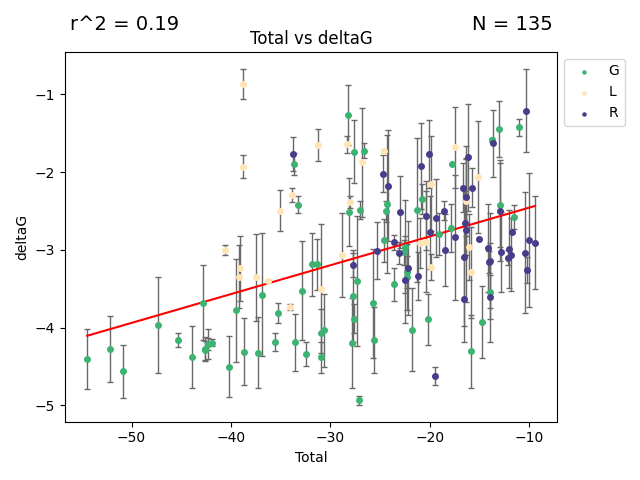 r^2 = 0.19 N = 135
Total vs deltaG
G
L
R
deltaG
−1
−2
−3
−4
−5
−50 −40 −30 −20 −10
Total